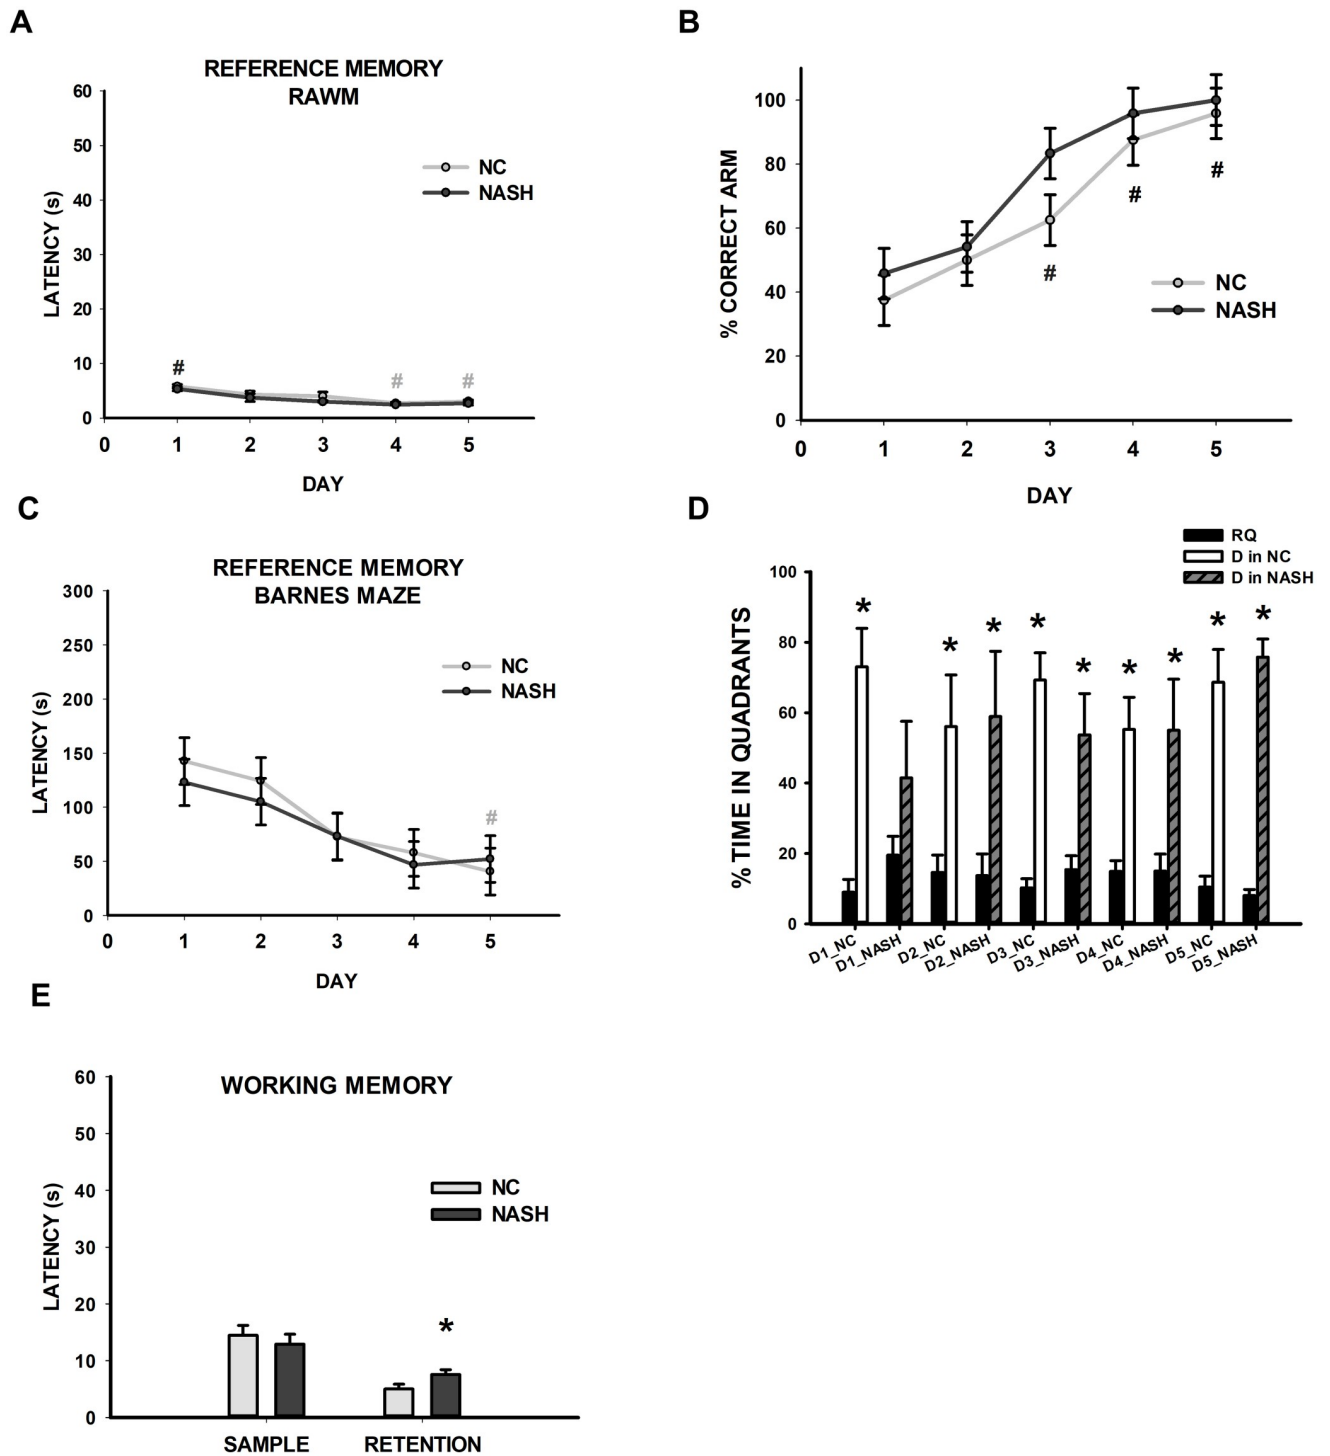 A
REFERENCE MEMORY
RAWM
60
50
40
30
20
10
0
LATENCY (s)
NC
NASH
#
#
#
0 1 2 3 4 5
DAY
B
100
80
60
40
20
0
% CORRECT ARM
#
#
#
NC
NASH
0 1 2 3 4 5
DAY
C
REFERENCE MEMORY
BARNES MAZE
300
250
200
150
100
50
0
LATENCY (s)
NC
NASH
#
0 1 2 3 4 5
DAY
D
RQ
D in NC
D in NASH
100
80
60
40
20
0
% TIME IN QUADRANTS
* * * * * * * * *
D1_NC
D1_NASH
D2_NC
D2_NASH
D3_NC
D3_NASH
D4_NC
D4_NASH
D5_NC
D5_NASH
E
WORKING MEMORY
60
50
40
30
20
10
0
LATENCY (s)
NC
NASH
*
SAMPLE RETENTION